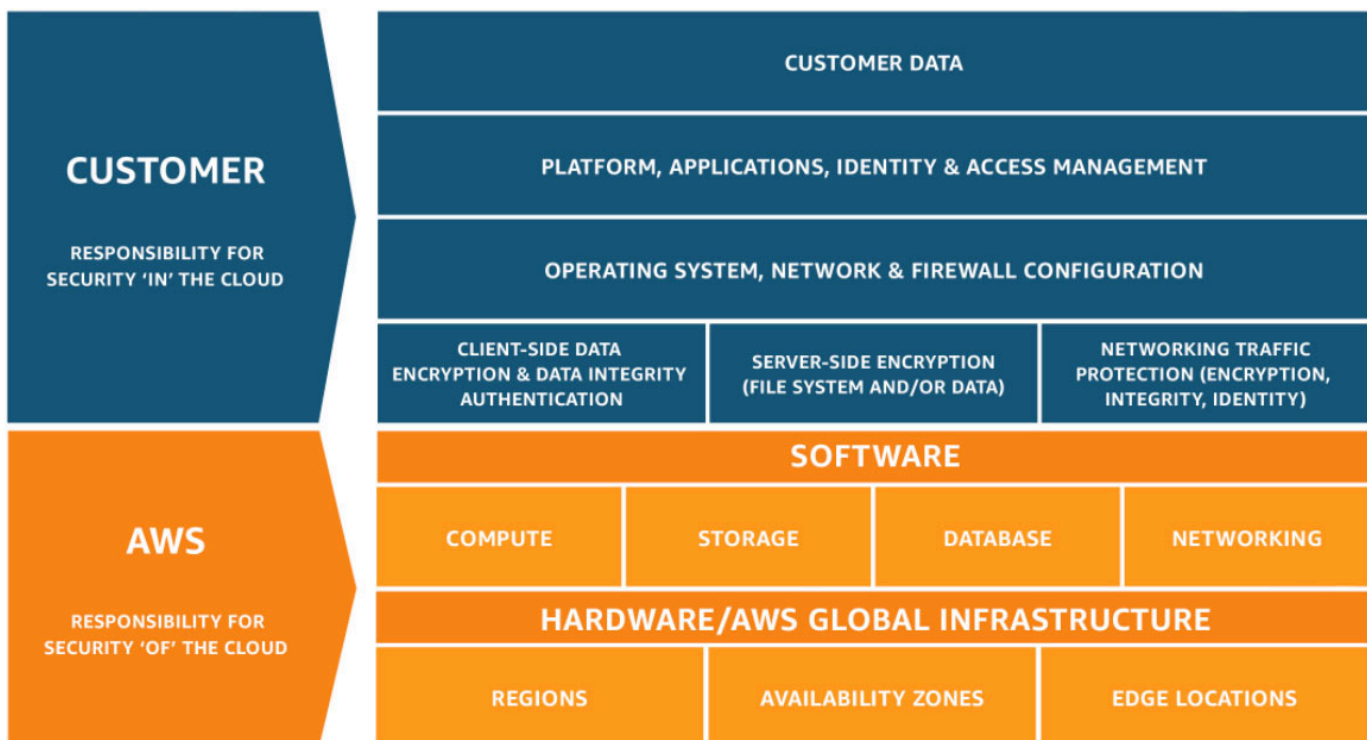 CUSTOMER
RESPONSIBILITY FOR
SECURITY ‘IN’ THE CLOUD
CUSTOMER DATA
PLATFORM, APPLICATIONS, IDENTITY & ACCESS MANAGEMENT
OPERATING SYSTEM, NETWORK & FIREWALL CONFIGURATION
CLIENT-SIDE DATA
ENCRYPTION & DATA INTEGRITY
AUTHENTICATION
SERVER-SIDE ENCRYPTION
(FILE SYSTEM AND/OR DATA)
NETWORKING TRAFFIC
PROTECTION (ENCRYPTION,
INTEGRITY, IDENTITY)
AWS
RESPONSIBILITY FOR
SECURITY ‘OF’ THE CLOUD
SOFTWARE
COMPUTE
STORAGE
DATABASE
NETWORKING
HARDWARE/AWS GLOBAL INFRASTRUCTURE
REGIONS
AVAILABILITY ZONES
EDGE LOCATIONS